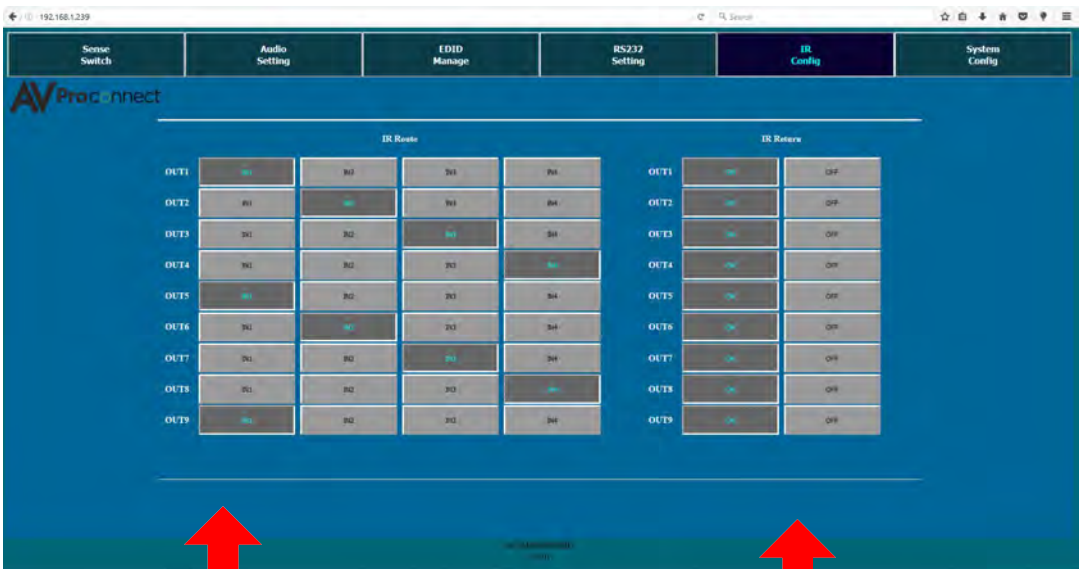 192.168.1.239
Search
Sense Switch
Audio Setting
EDID Manage
RS232 Setting
IR Config
System Config
AVProconnect
IR Route
IR Return
OUT1 IN1 IN2 IN3 IN4 OUT1 ON OFF
OUT2 IN1 IN2 IN3 IN4 OUT2 ON OFF
OUT3 IN1 IN2 IN3 IN4 OUT3 ON OFF
OUT4 IN1 IN2 IN3 IN4 OUT4 ON OFF
OUT5 IN1 IN2 IN3 IN4 OUT5 ON OFF
OUT6 IN1 IN2 IN3 IN4 OUT6 ON OFF
OUT7 IN1 IN2 IN3 IN4 OUT7 ON OFF
OUT8 IN1 IN2 IN3 IN4 OUT8 ON OFF
OUT9 IN1 IN2 IN3 IN4 OUT9 ON OFF